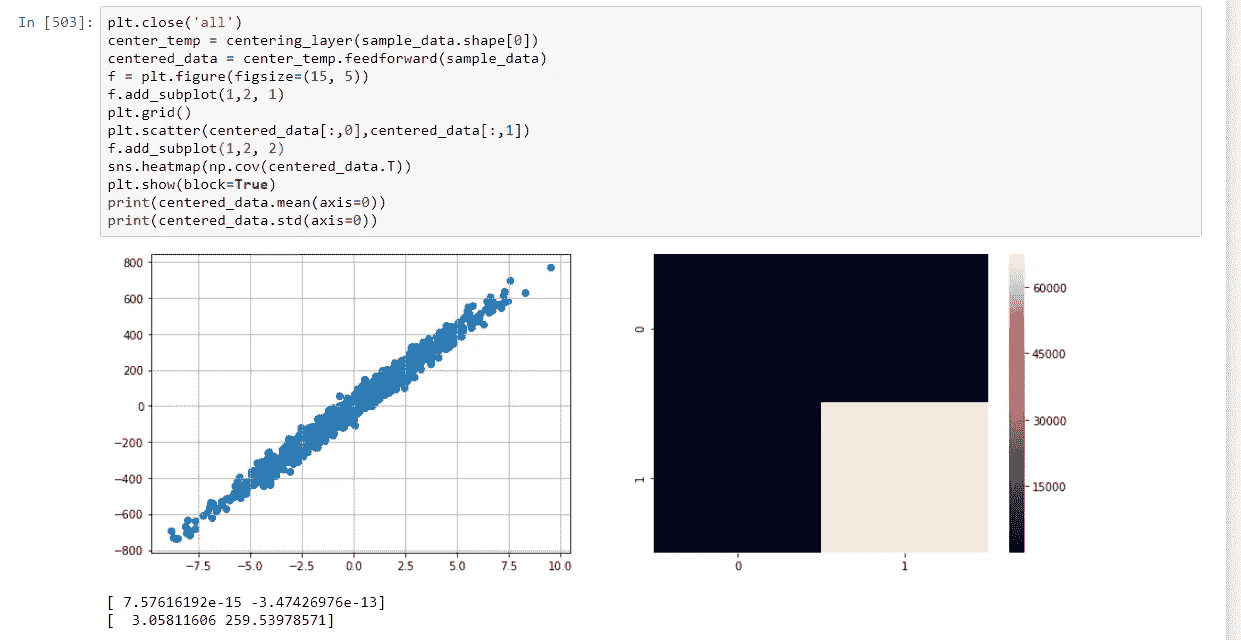 In [503]:
plt.close('all')
center_temp = centering_layer(sample_data.shape[0])
centered_data = center_temp.feedforward(sample_data)
f = plt.figure(figsize=(15, 5))
f.add_subplot(1,2, 1)
plt.grid()
plt.scatter(centered_data[:,0],centered_data[:,1])
f.add_subplot(1,2, 2)
sns.heatmap(np.cov(centered_data.T))
plt.show(block=True)
print(centered_data.mean(axis=0))
print(centered_data.std(axis=0))
800
600
400
200
0
−200
−400
−600
−800
−7.5 −5.0 −2.5 0.0 2.5 5.0 7.5 10.0
0
1
0 1
60000
45000
30000
15000
[ 7.57616192e-15 -3.47426976e-13]
[  3.05811606 259.53978571]